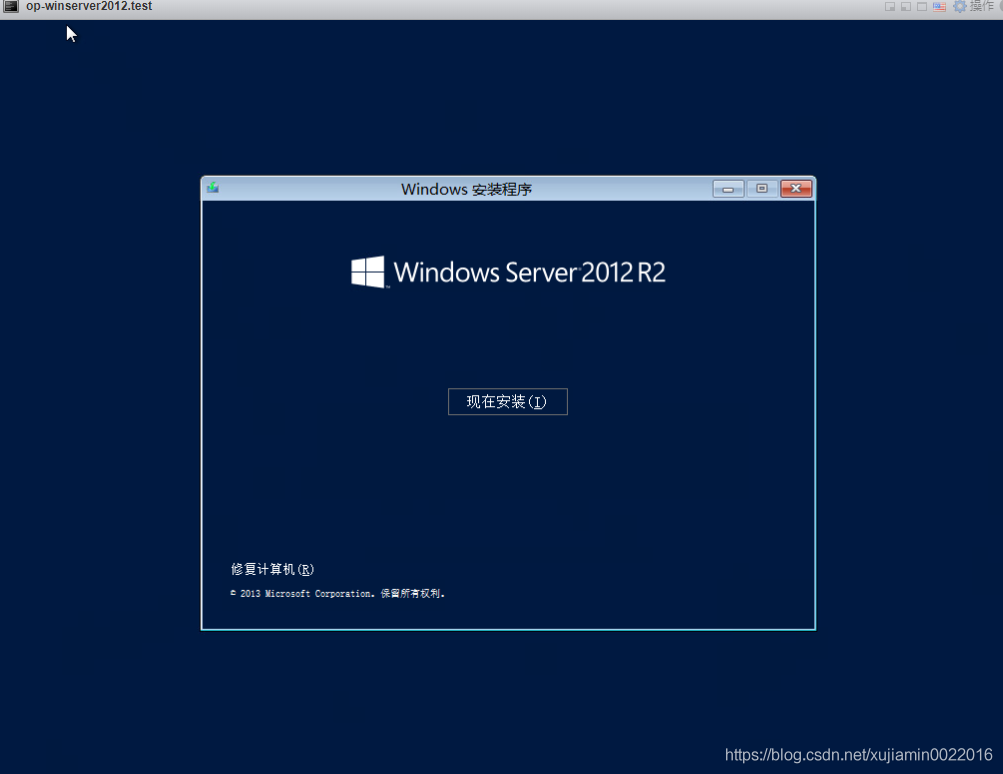 op-winserver2012.test
操作
Windows 安装程序
Windows Server 2012 R2
现在安装(I)
修复计算机(R)
© 2013 Microsoft Corporation。保留所有权利。
https://blog.csdn.net/xujiamin0022016